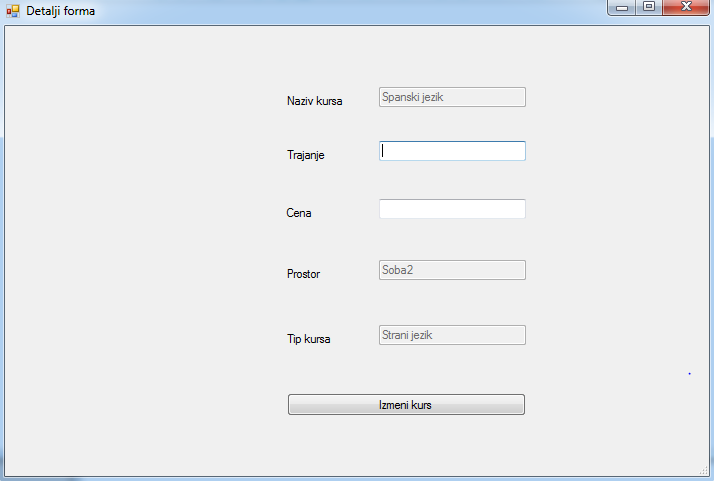 Detalji forma
Naziv kursa Spanski jezik
Trajanje
Cena
Prostor Soba2
Tip kursa Strani jezik
Izmeni kurs